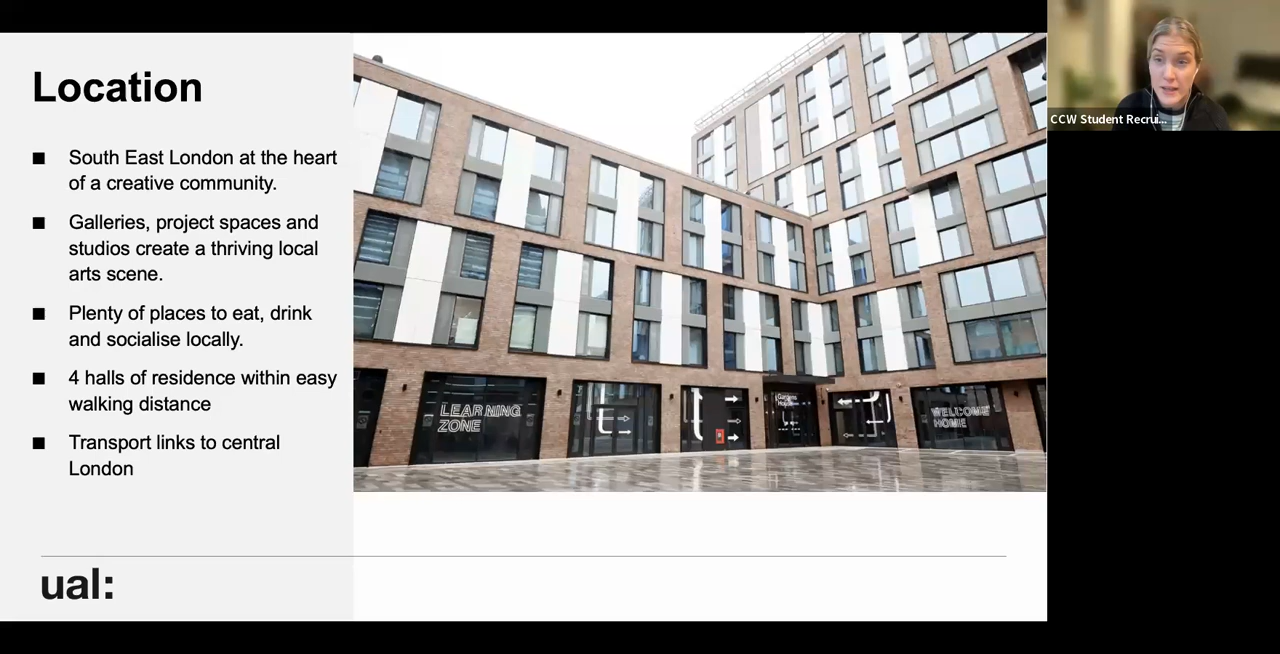 Location
South East London at the heart
of a creative community.
Galleries, project spaces and
studios create a thriving local
arts scene.
Plenty of places to eat, drink
and socialise locally.
4 halls of residence within easy
walking distance
Transport links to central
London
LEARNING
ZONE
Gardens
House
WELCOME
HOME
ual:
CCW Student Recrui...